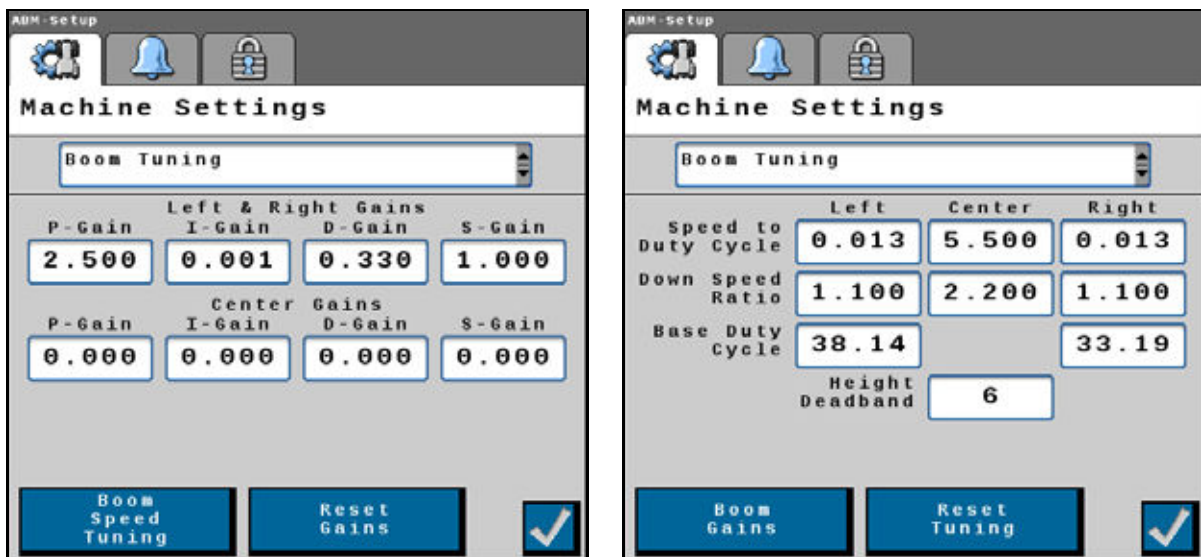 ABM-Setup
Machine Settings
Boom Tuning
Left & Right Gains
P-Gain I-Gain D-Gain S-Gain
2.500 0.001 0.330 1.000
Center Gains
P-Gain I-Gain D-Gain S-Gain
0.000 0.000 0.000 0.000
Boom
Speed
Tuning
Reset
Gains
ABM-Setup
Machine Settings
Boom Tuning
Left Center Right
Speed to
Duty Cycle
0.013 5.500 0.013
Down Speed
Ratio
1.100 2.200 1.100
Base Duty
Cycle
38.14 33.19
Height
Deadband
6
Boom
Gains
Reset
Tuning